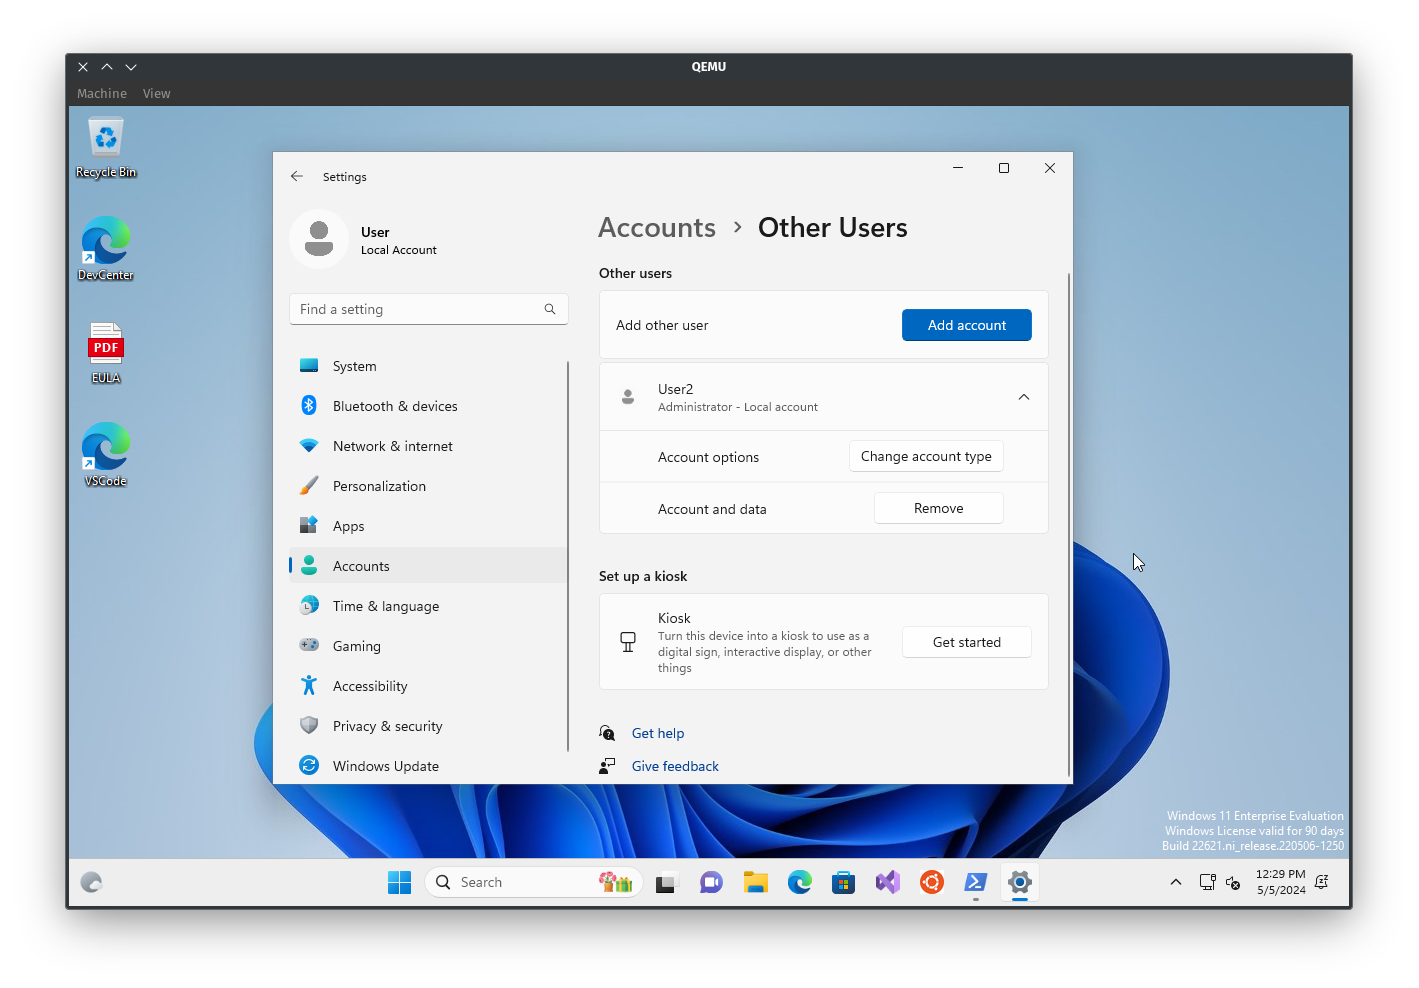 QEMU
Machine View
Recycle Bin
DevCenter
PDF
EULA
VSCode
Settings
User
Local Account
Find a setting
System
Bluetooth & devices
Network & internet
Personalization
Apps
Accounts
Time & language
Gaming
Accessibility
Privacy & security
Windows Update
Accounts > Other Users
Other users
Add other user
Add account
User2
Administrator - Local account
Account options
Change account type
Account and data
Remove
Set up a kiosk
Kiosk
Turn this device into a kiosk to use as a
digital sign, interactive display, or other
things
Get started
Get help
Give feedback
Windows 11 Enterprise Evaluation
Windows License valid for 90 days
Build 22621.ni_release.220506-1250
Search
12:29 PM
5/5/2024